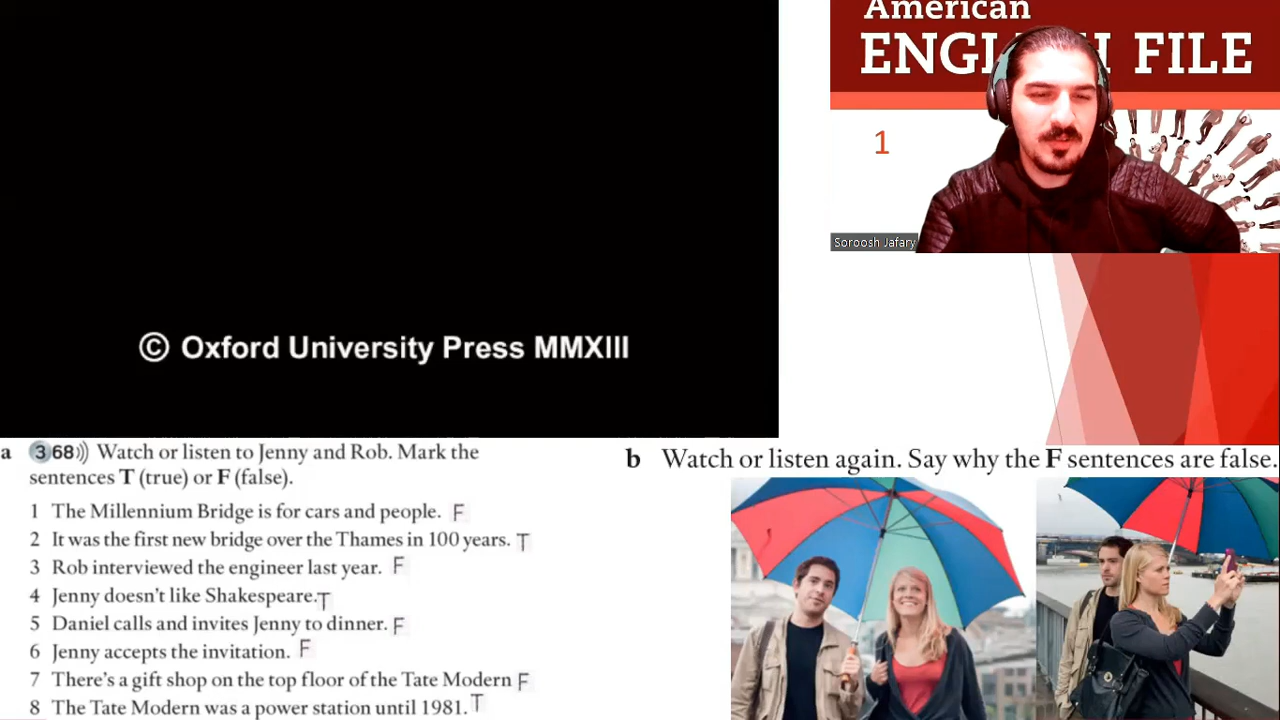 American
ENGL H FILE
1
Soroosh Jafary
© Oxford University Press MMXIII
a 3 68 Watch or listen to Jenny and Rob. Mark the
sentences T (true) or F (false).
1 The Millennium Bridge is for cars and people. F
2 It was the first new bridge over the Thames in 100 years. T
3 Rob interviewed the engineer last year. F
4 Jenny doesn't like Shakespeare. T
5 Daniel calls and invites Jenny to dinner. F
6 Jenny accepts the invitation. F
7 There's a gift shop on the top floor of the Tate Modern F
8 The Tate Modern was a power station until 1981. T
b Watch or listen again. Say why the F sentences are false.